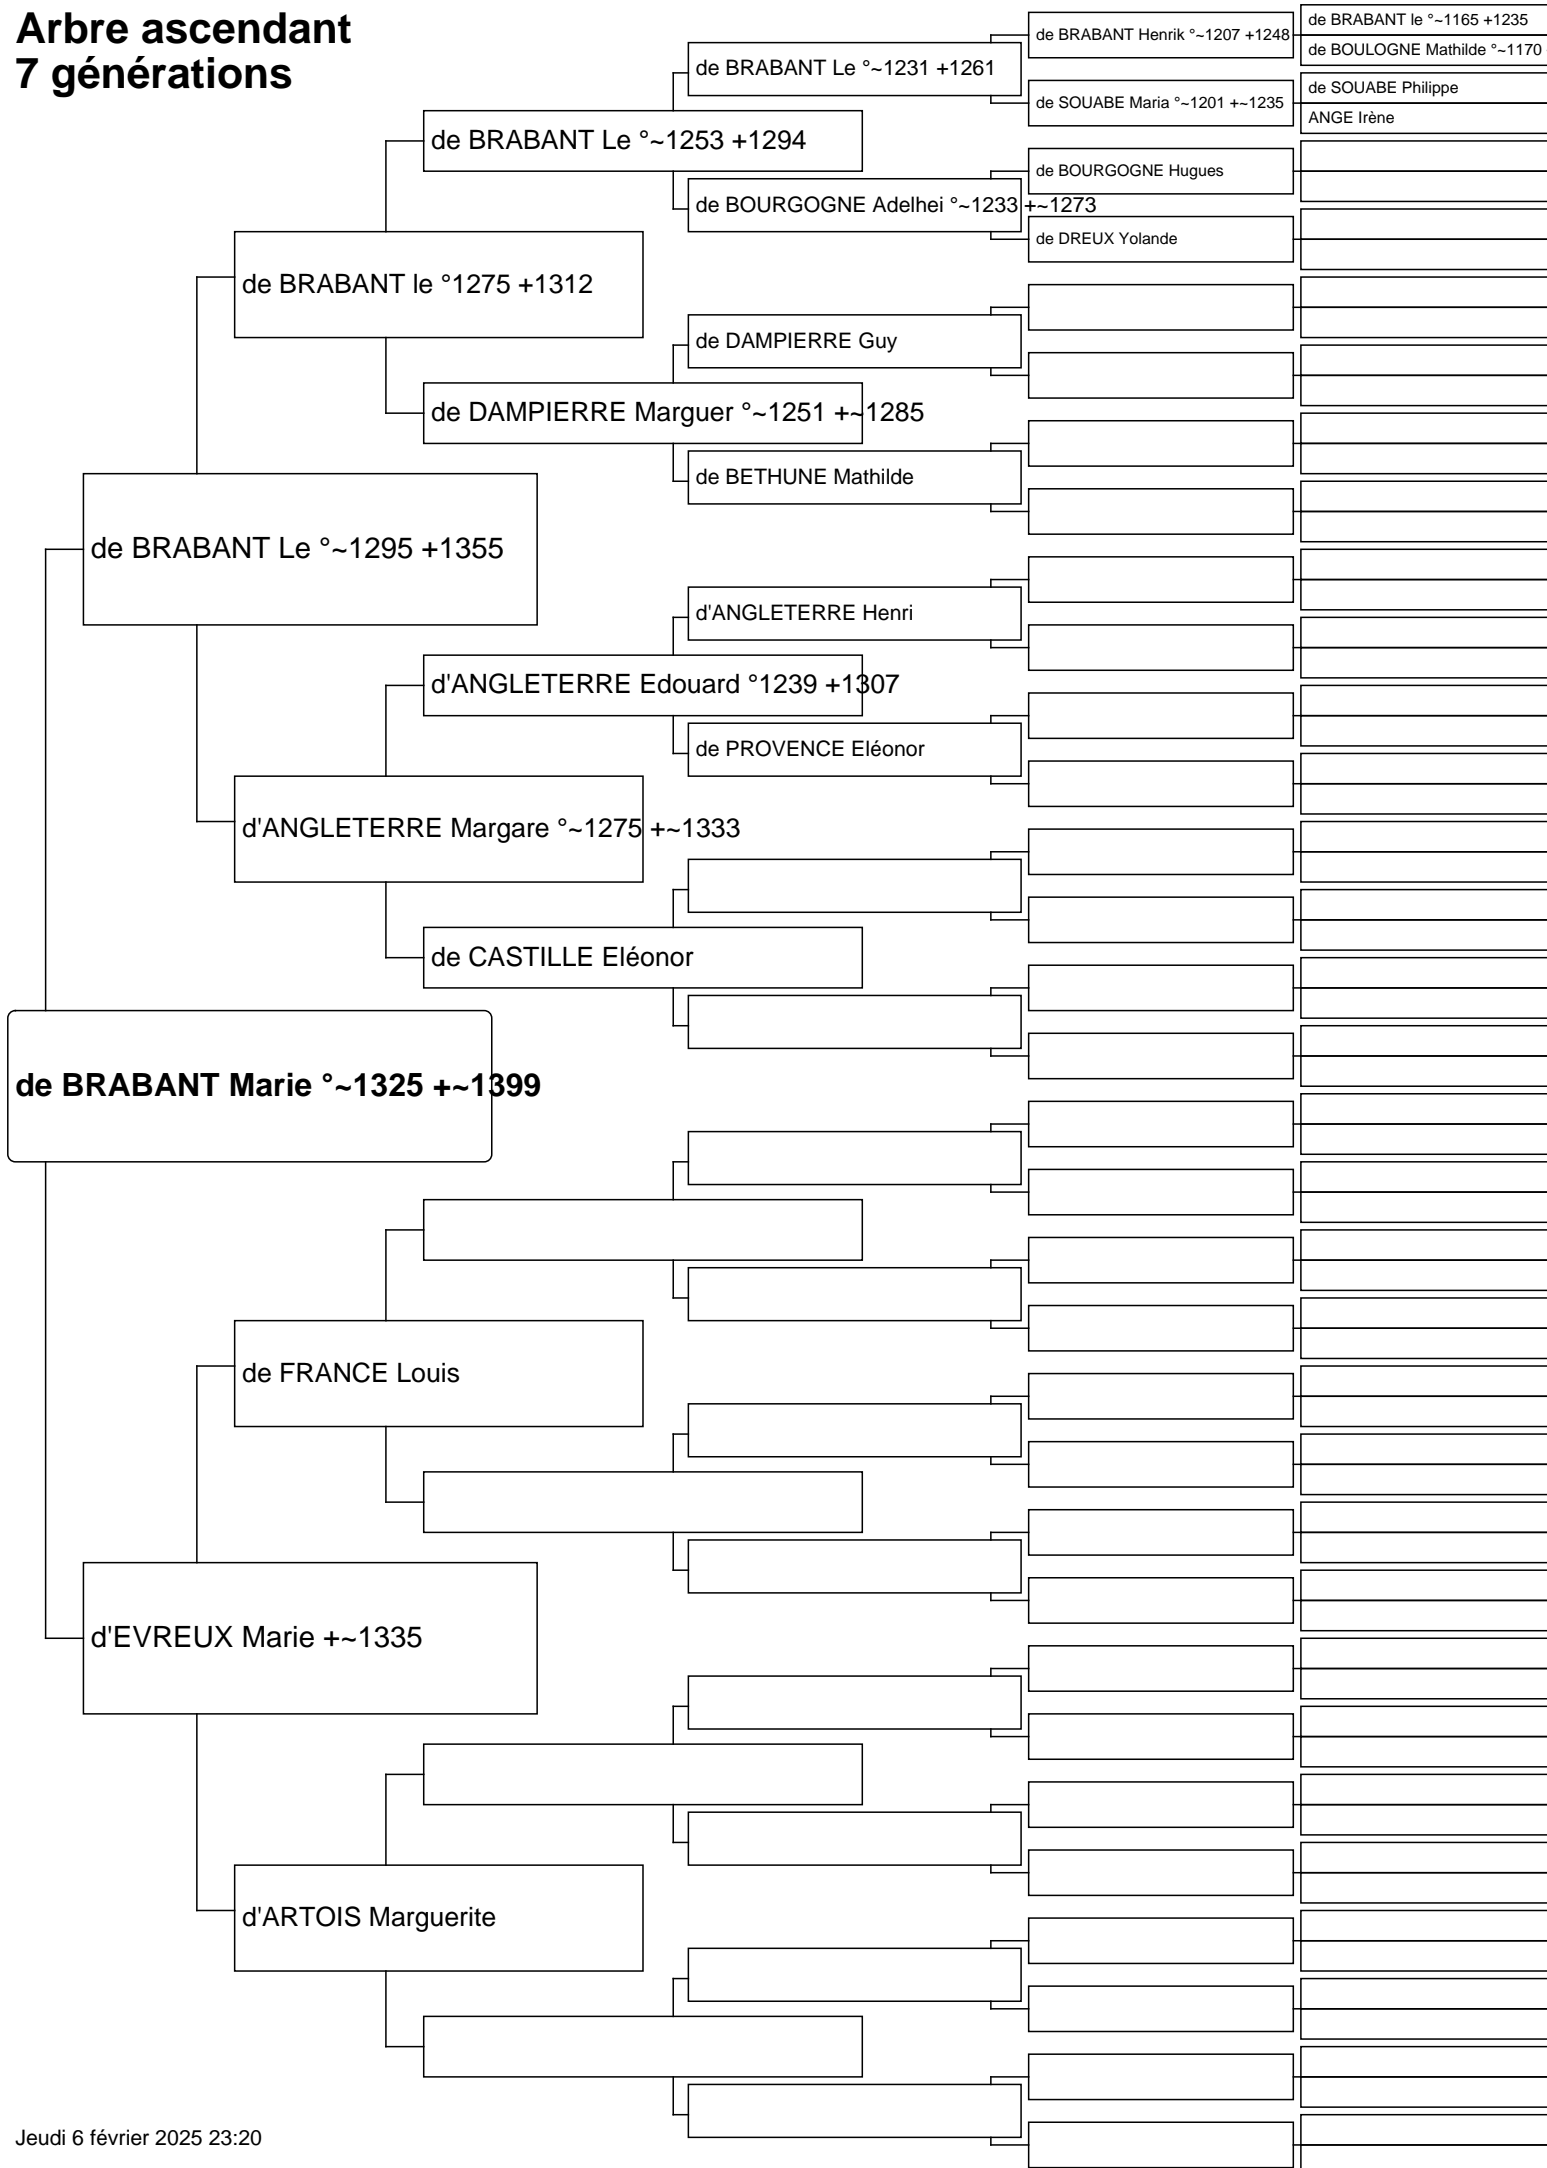 Arbre ascendant
7 générations
de BRABANT le °~1165 +1235
de BRABANT Henrik °~1207 +1248
de BOULOGNE Mathilde °~1170
de BRABANT Le °~1231 +1261
de SOUABE Philippe
de SOUABE Maria °~1201 +~1235
ANGE Irène
de BRABANT Le °~1253 +1294
de BOURGOGNE Hugues
de BOURGOGNE Adelhei °~1233 +~1273
de DREUX Yolande
de BRABANT le °1275 +1312
de DAMPIERRE Guy
de DAMPIERRE Marguer °~1251 +~1285
de BETHUNE Mathilde
de BRABANT Le °~1295 +1355
d'ANGLETERRE Henri
d'ANGLETERRE Edouard °1239 +1307
de PROVENCE Eléonor
d'ANGLETERRE Margare °~1275 +~1333
de CASTILLE Eléonor
de BRABANT Marie °~1325 +~1399
de FRANCE Louis
d'EVREUX Marie +~1335
d'ARTOIS Marguerite
Jeudi 6 février 2025 23:20